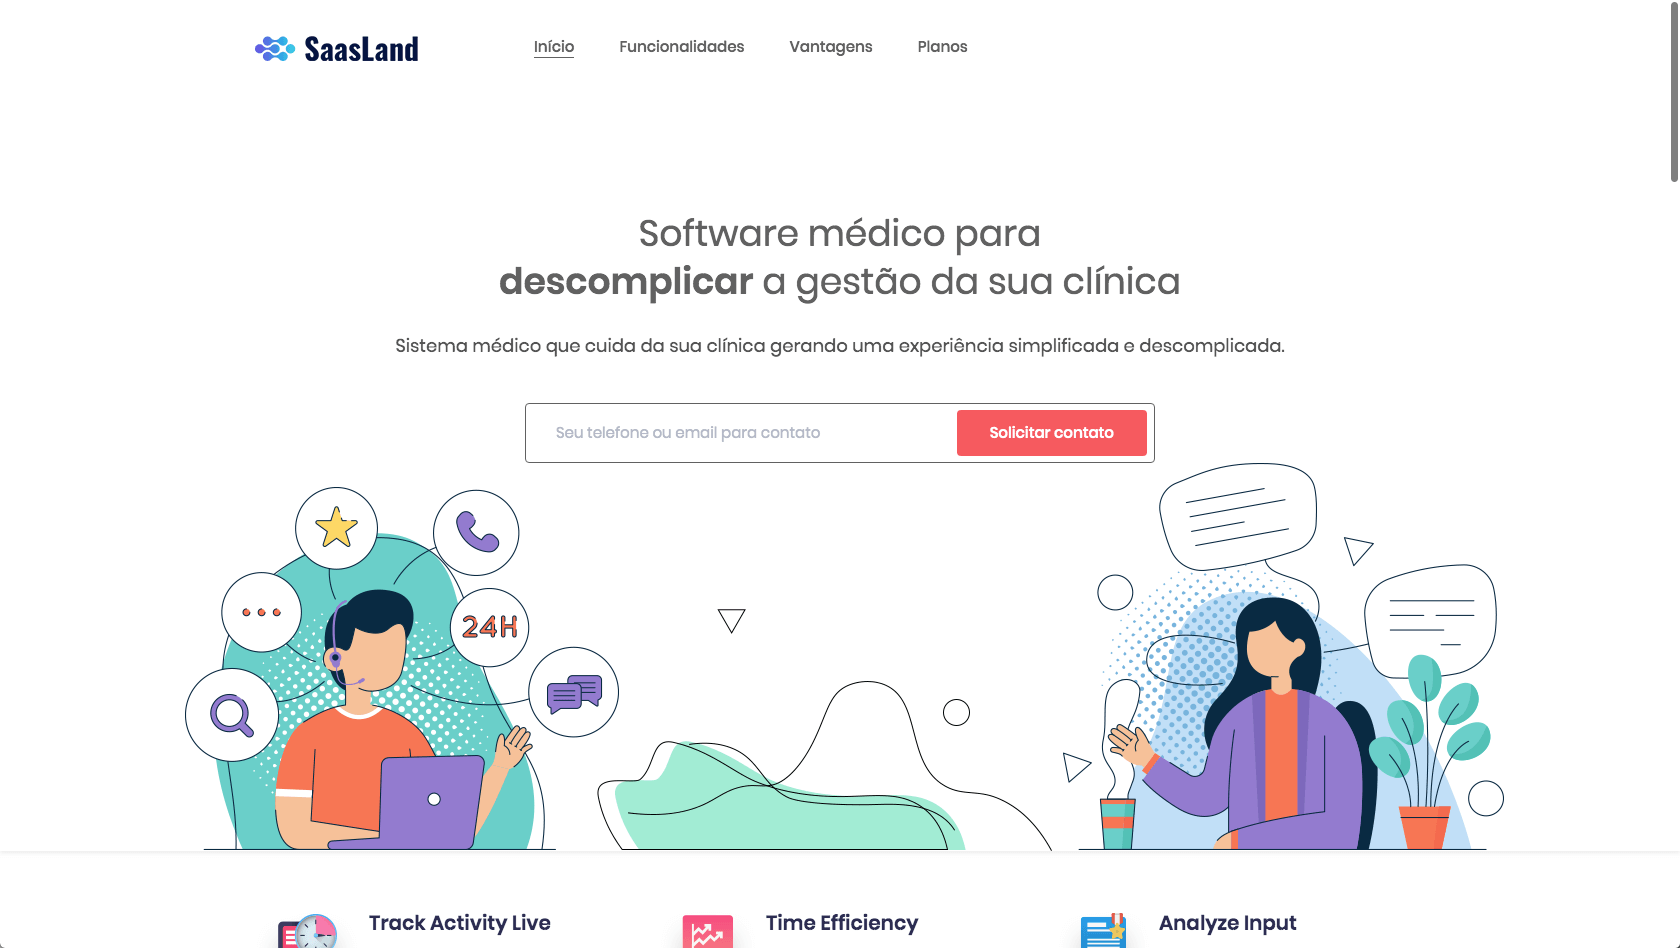 SaasLand
Início Funcionalidades Vantagens Planos
Software médico para
descomplicar a gestão da sua clínica
Sistema médico que cuida da sua clínica gerando uma experiência simplificada e descomplicada.
Seu telefone ou email para contato
Solicitar contato
24H
Track Activity Live
Time Efficiency
Analyze Input